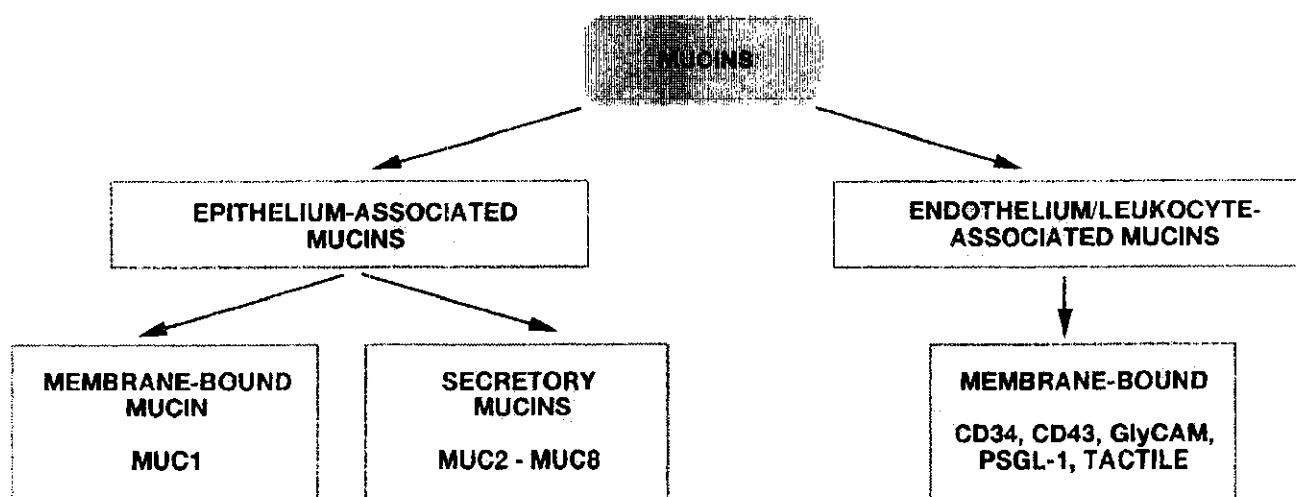 MUCINS
EPITHELIUM-ASSOCIATED
MUCINS
ENDOTHELIUM/LEUKOCYTE-
ASSOCIATED MUCINS
MEMBRANE-BOUND
MUCIN
MUC1
SECRETORY
MUCINS
MUC2 - MUC8
MEMBRANE-BOUND
CD34, CD43, GlyCAM,
PSGL-1, TACTILE